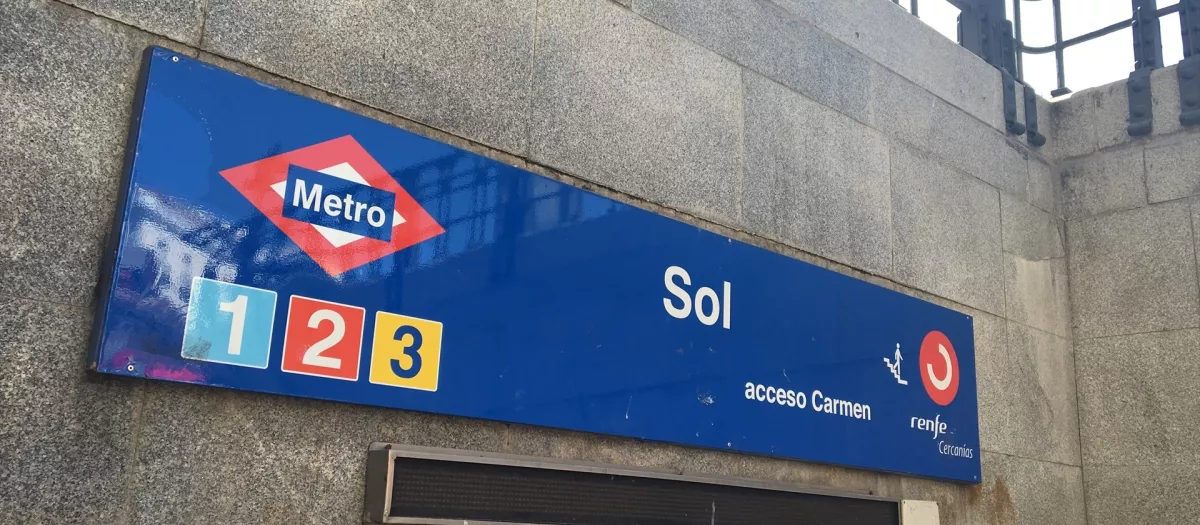 Metro
1 2 3
Sol
acceso Carmen
renfe
Cercanías